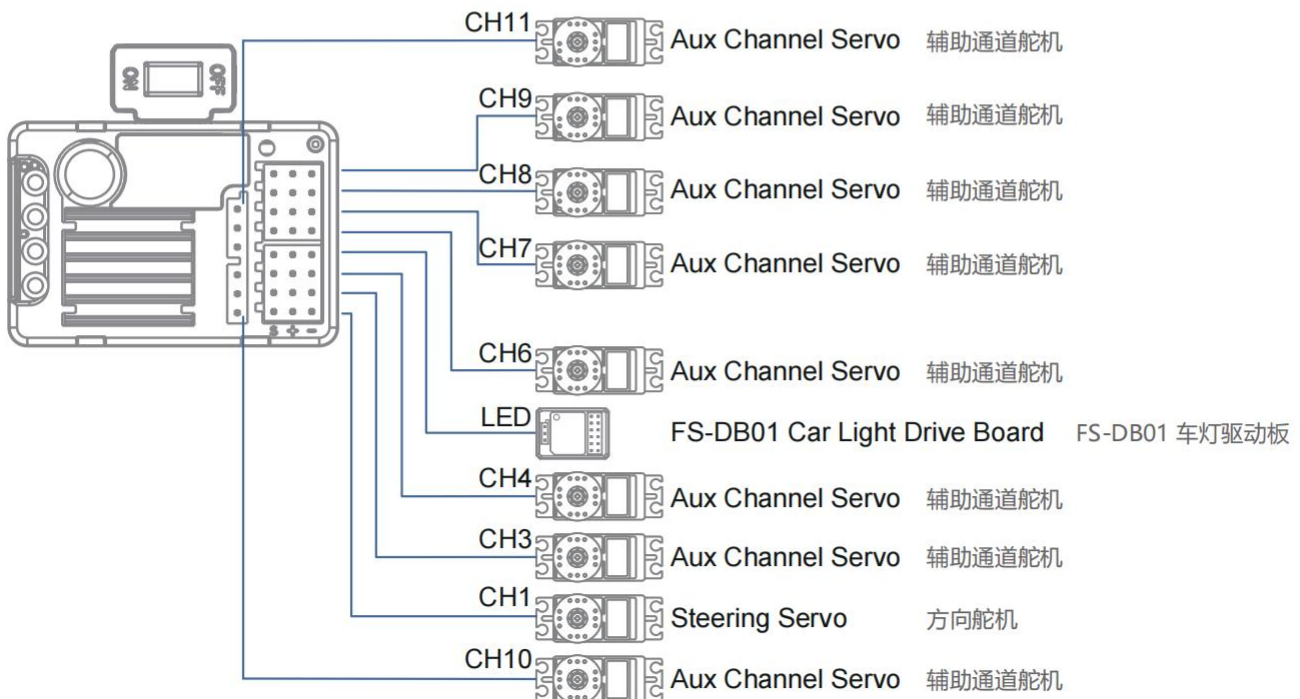 CH11 Aux Channel Servo 辅助通道舵机
ON OFF
CH9 Aux Channel Servo 辅助通道舵机
CH8 Aux Channel Servo 辅助通道舵机
CH7 Aux Channel Servo 辅助通道舵机
S + −
CH6 Aux Channel Servo 辅助通道舵机
LED FS-DB01 Car Light Drive Board FS-DB01 车灯驱动板
CH4 Aux Channel Servo 辅助通道舵机
CH3 Aux Channel Servo 辅助通道舵机
CH1 Steering Servo 方向舵机
CH10 Aux Channel Servo 辅助通道舵机